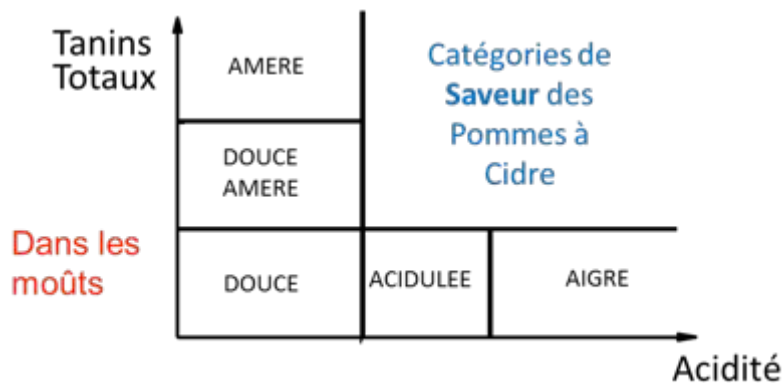 Tanins
Totaux
AMERE
Catégories de
Saveur des
Pommes à
Cidre
DOUCE
AMERE
Dans les
moûts
DOUCE
ACIDULEE
AIGRE
Acidité